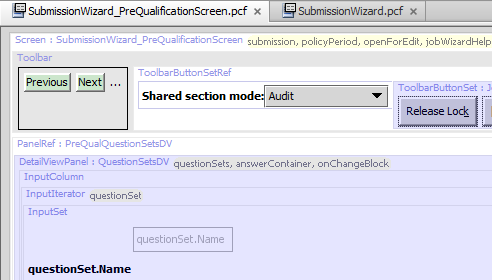 SubmissionWizard_PreQualificationScreen.pcf SubmissionWizard.pcf
Screen : SubmissionWizard_PreQualificationScreen submission, policyPeriod, openForEdit, jobWizardHelp
Toolbar
Previous Next ...
ToolbarButtonSetRef
Shared section mode: Audit
ToolbarButtonSet : J
Release Lock
PanelRef : PreQualQuestionSetsDV
DetailViewPanel : QuestionSetsDV questionSets, answerContainer, onChangeBlock
InputColumn
InputIterator questionSet
InputSet
questionSet.Name
questionSet.Name